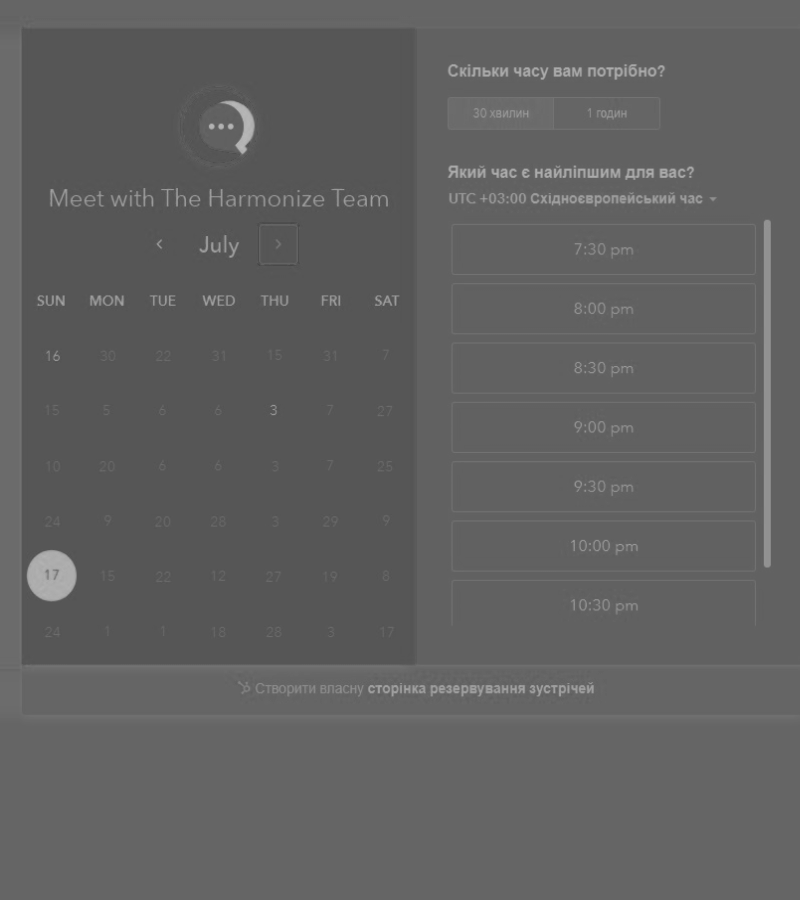 Meet with The Harmonize Team
July
SUN MON TUE WED THU FRI SAT
16 30 22 31 15 31 7
15 5 6 6 3 7 27
10 20 6 6 3 7 25
24 9 20 28 3 29 9
17 15 22 12 27 19 8
24 1 1 18 28 3 17
Скільки часу вам потрібно?
30 хвилин 1 годин
Який час є найліпшим для вас?
UTC +03:00 Східноєвропейський час
7:30 pm
8:00 pm
8:30 pm
9:00 pm
9:30 pm
10:00 pm
10:30 pm
Створити власну сторінка резервування зустрічей